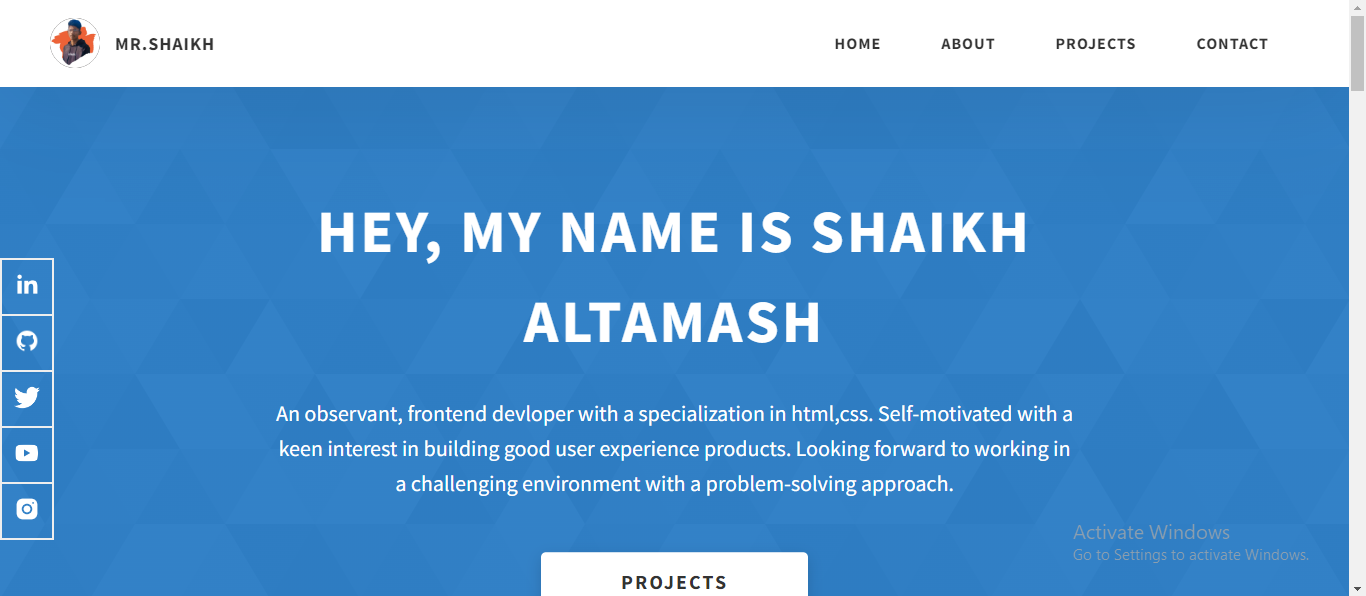 MR.SHAIKH
HOME
ABOUT
PROJECTS
CONTACT
HEY, MY NAME IS SHAIKH
ALTAMASH
in
An observant, frontend devloper with a specialization in html,css. Self-motivated with a
keen interest in building good user experience products. Looking forward to working in
a challenging environment with a problem-solving approach.
Activate Windows
Go to Settings to activate Windows.
PROJECTS